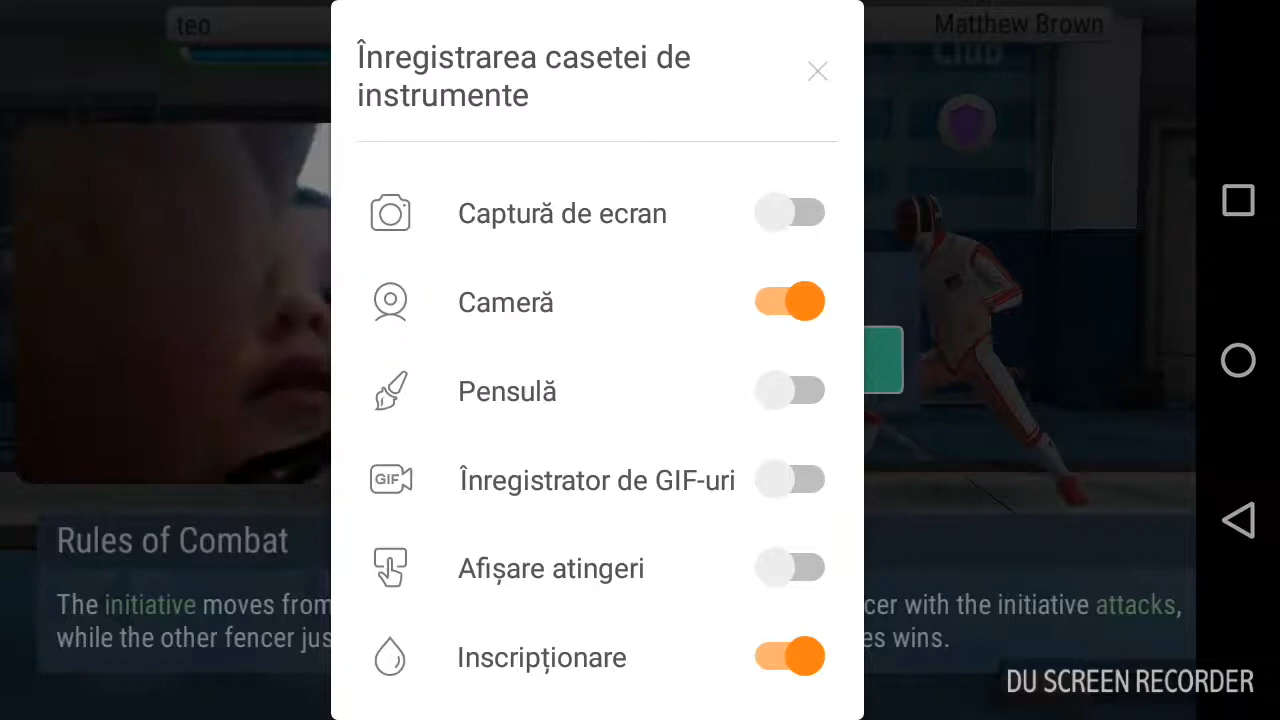 teo
Matthew Brown
Club
Înregistrarea casetei de
instrumente
Captură de ecran
Cameră
Pensulă
GIF
Înregistrator de GIF-uri
Afișare atingeri
Inscripționare
Rules of Combat
The initiative moves from
cer with the initiative attacks,
while the other fencer jus
es wins.
DU SCREEN RECORDER